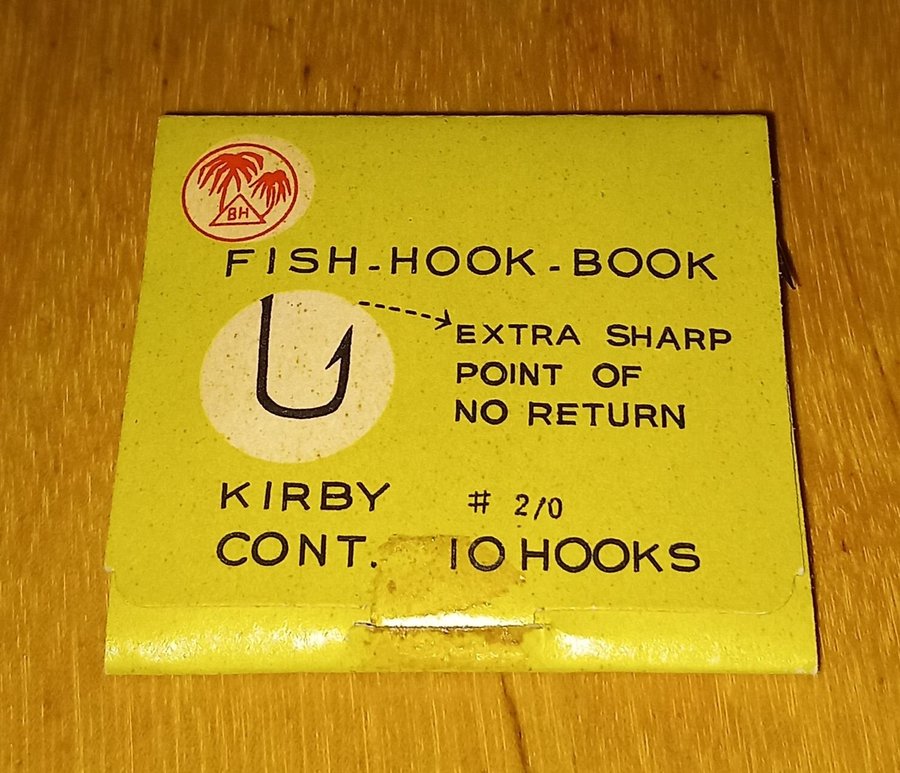 BH
FISH-HOOK-BOOK
EXTRA SHARP
POINT OF
NO RETURN
KIRBY # 2/0
CONT. 10 HOOKS